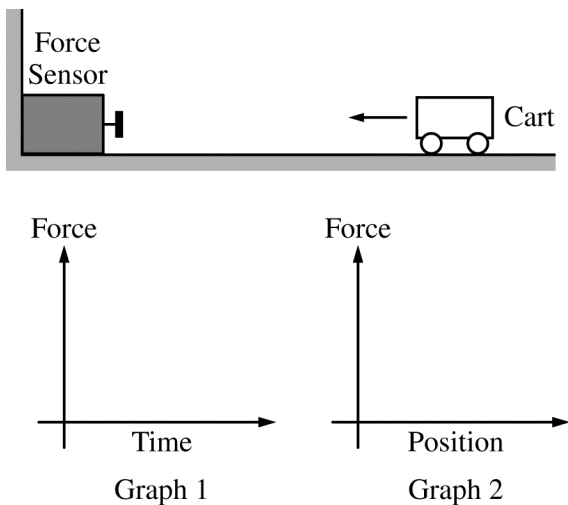 Force
Sensor
Cart
Force
Force
Time
Position
Graph 1
Graph 2